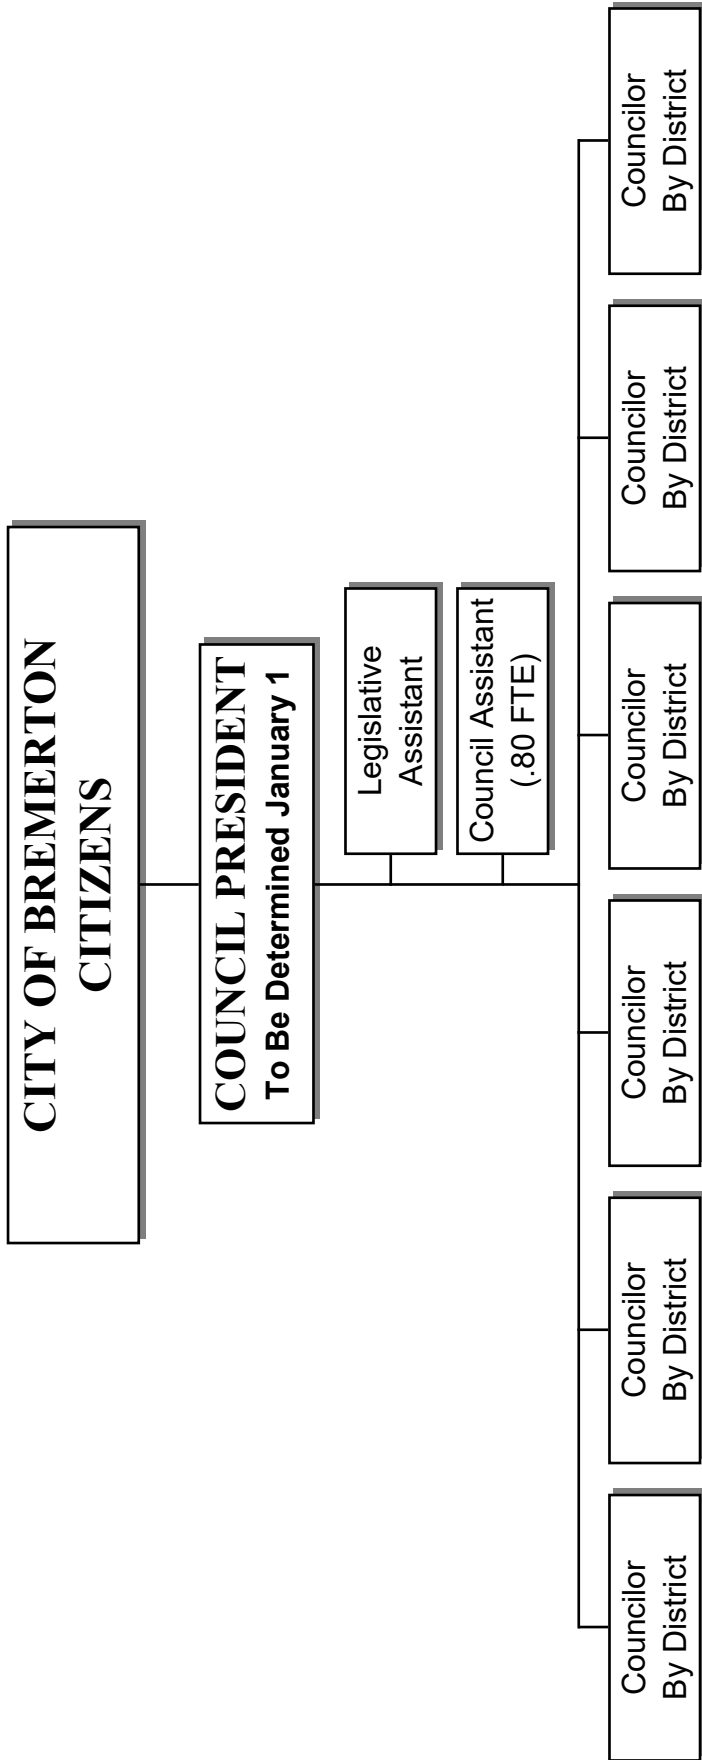 CITY OF BREMERTON
CITIZENS
COUNCIL PRESIDENT
To Be Determined January 1
Legislative
Assistant
Council Assistant
(.80 FTE)
Councilor
By District
Councilor
By District
Councilor
By District
Councilor
By District
Councilor
By District
Councilor
By District